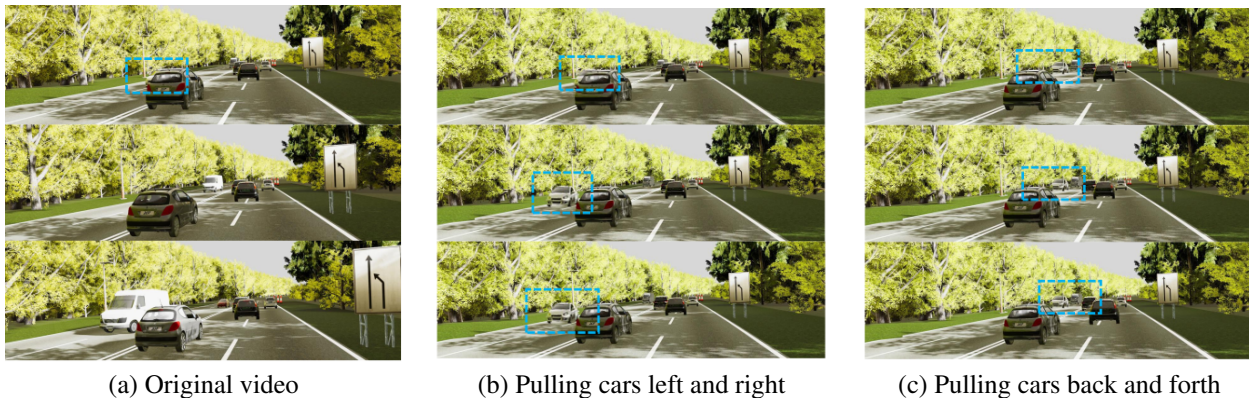 (a) Original video
(b) Pulling cars left and right
(c) Pulling cars back and forth